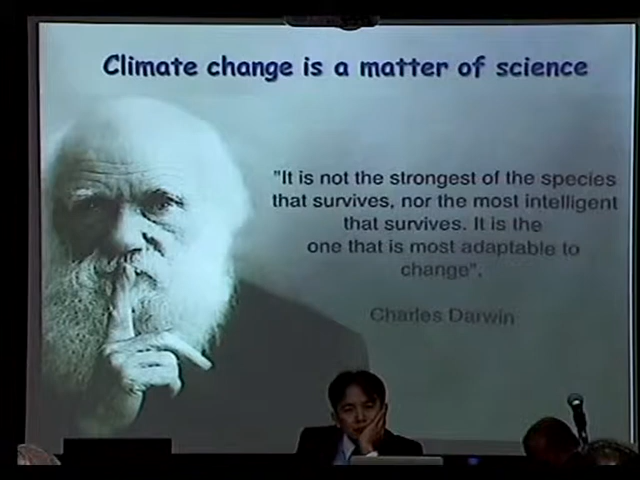 Climate change is a matter of science
"It is not the strongest of the species
that survives, nor the most intelligent
that survives. It is the
one that is most adaptable to
change".
Charles Darwin